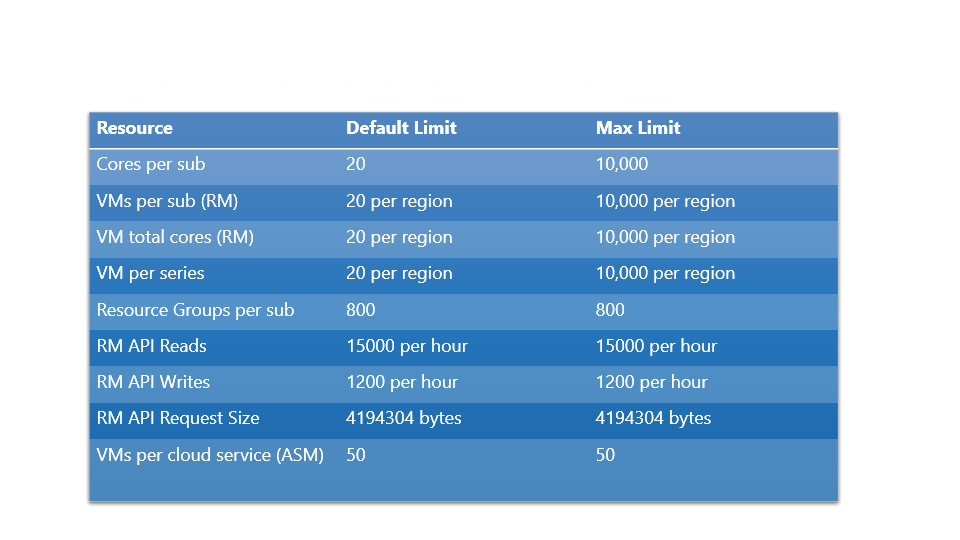 Resource Default Limit Max Limit
Cores per sub 20 10,000
VMs per sub (RM) 20 per region 10,000 per region
VM total cores (RM) 20 per region 10,000 per region
VM per series 20 per region 10,000 per region
Resource Groups per sub 800 800
RM API Reads 15000 per hour 15000 per hour
RM API Writes 1200 per hour 1200 per hour
RM API Request Size 4194304 bytes 4194304 bytes
VMs per cloud service (ASM) 50 50